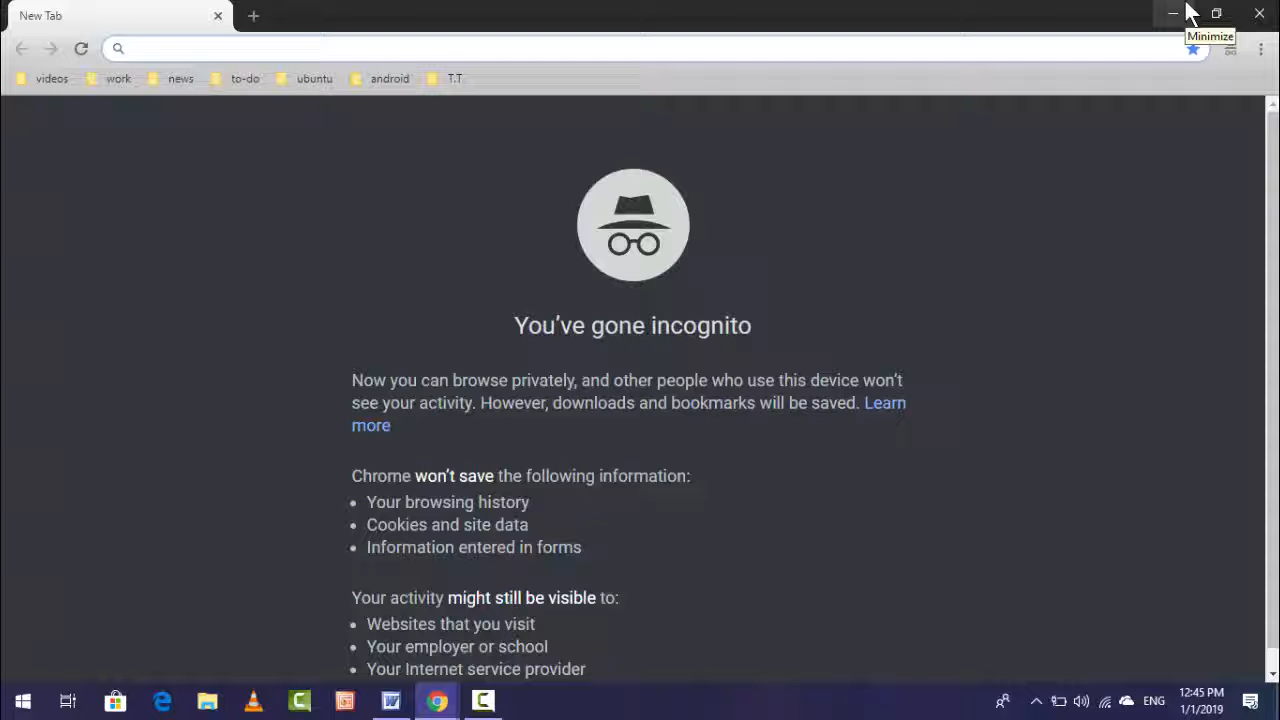 New Tab
Minimize
videos work news to-do ubuntu android T.T
You've gone incognito
Now you can browse privately, and other people who use this device won't
see your activity. However, downloads and bookmarks will be saved. Learn
more
Chrome won't save the following information:
• Your browsing history
• Cookies and site data
• Information entered in forms
Your activity might still be visible to:
• Websites that you visit
• Your employer or school
• Your Internet service provider
ENG
12:45 PM
1/1/2019